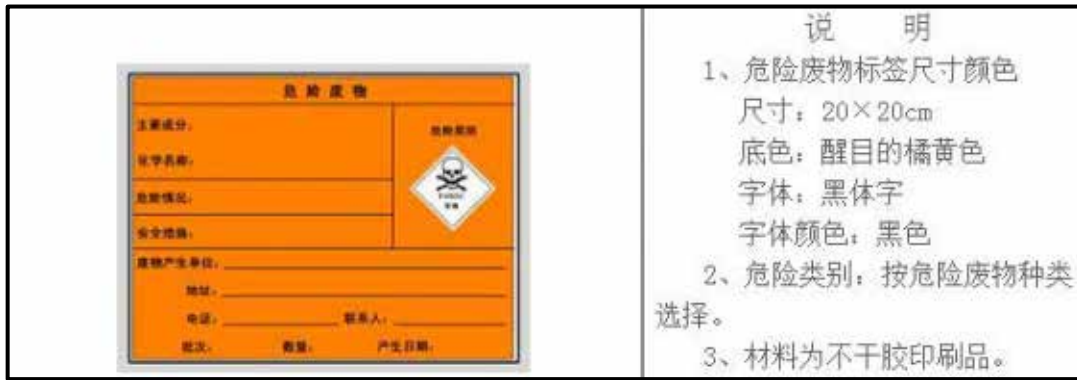 危险废物
主要成分：
化学名称：
危险类别
危险情况：
安全措施：
废物产生单位：
地址：
电话： 联系人：
批次： 数量： 产生日期：
说 明
1、危险废物标签尺寸颜色
尺寸：20×20cm
底色：醒目的橘黄色
字体：黑体字
字体颜色：黑色
2、危险类别：按危险废物种类
选择。
3、材料为不干胶印刷品。